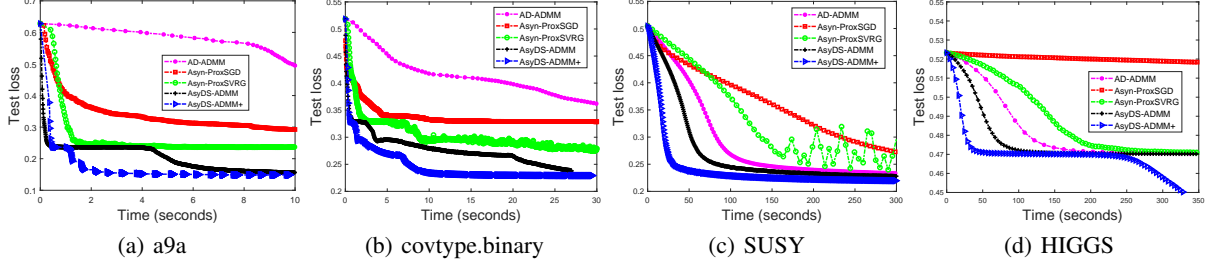 0.7
0.6
0.5
0.4
0.3
0.2
0.1
Test loss
AD-ADMM
Asyn-ProxSGD
Asyn-ProxSVRG
AsyDS-ADMM
AsyDS-ADMM+
0 2 4 6 8 10
Time (seconds)
(a) a9a
0.55
0.5
0.45
0.4
0.35
0.3
0.25
0.2
Test loss
AD-ADMM
Asyn-ProxSGD
Asyn-ProxSVRG
AsyDS-ADMM
AsyDS-ADMM+
0 5 10 15 20 25 30
Time (seconds)
(b) covtype.binary
0.55
0.5
0.45
0.4
0.35
0.3
0.25
0.2
Test loss
AD-ADMM
Asyn-ProxSGD
Asyn-ProxSVRG
AsyDS-ADMM
AsyDS-ADMM+
0 50 100 150 200 250 300
Time (seconds)
(c) SUSY
0.55
0.54
0.53
0.52
0.51
0.5
0.49
0.48
0.47
0.46
0.45
Test loss
AD-ADMM
Asyn-ProxSGD
Asyn-ProxSVRG
AsyDS-ADMM
AsyDS-ADMM+
0 50 100 150 200 250 300 350
Time (seconds)
(d) HIGGS